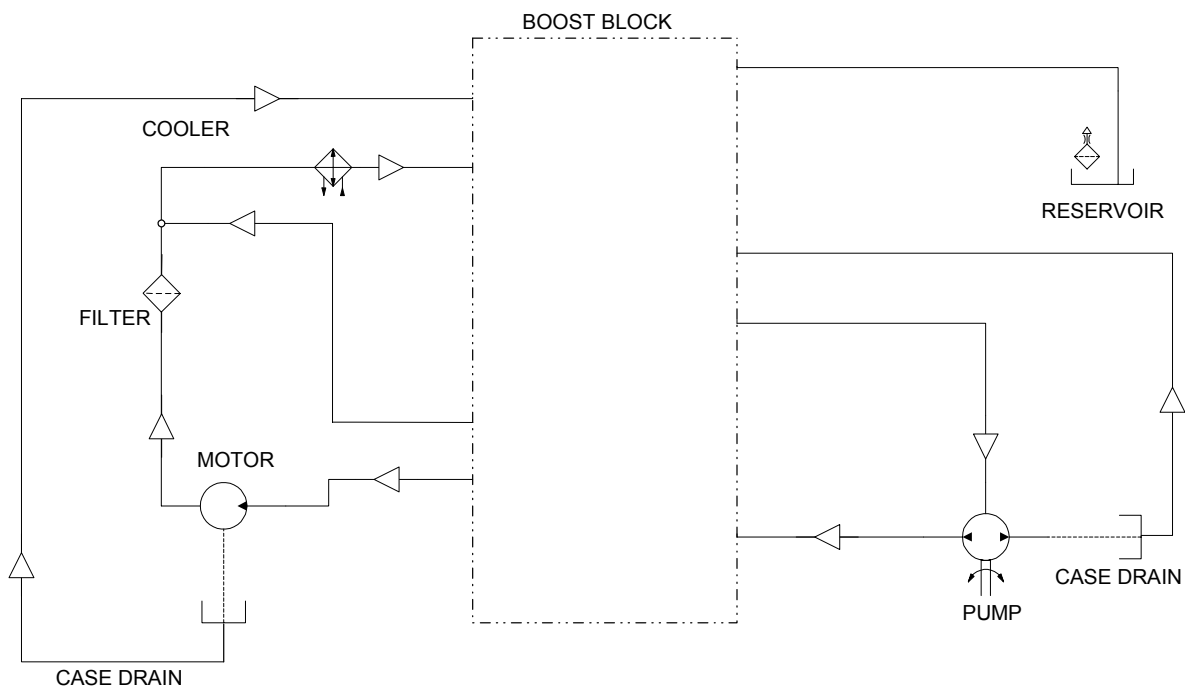 BOOST BLOCK
COOLER
RESERVOIR
FILTER
MOTOR
CASE DRAIN
PUMP
CASE DRAIN